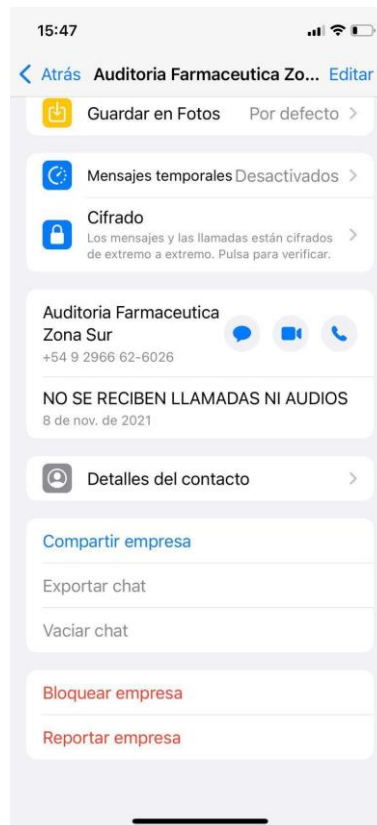 15:47
Atrás Auditoria Farmaceutica Zo... Editar
Guardar en Fotos Por defecto
Mensajes temporales Desactivados
Cifrado
Los mensajes y las llamadas están cifrados
de extremo a extremo. Pulsa para verificar.
Auditoria Farmaceutica
Zona Sur
+54 9 2966 62-6026
NO SE RECIBEN LLAMADAS NI AUDIOS
8 de nov. de 2021
Detalles del contacto
Compartir empresa
Exportar chat
Vaciar chat
Bloquear empresa
Reportar empresa